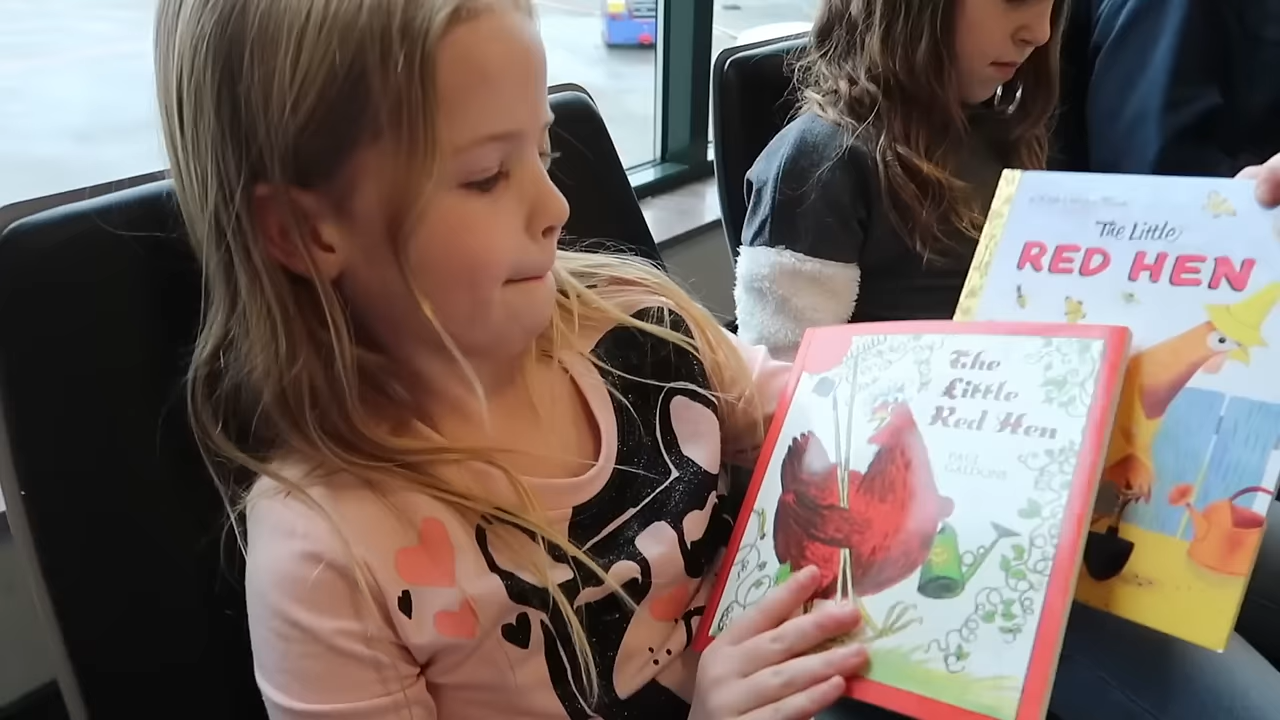 The Little
RED HEN
The
Little
Red Hen
PAUL
GALDONE